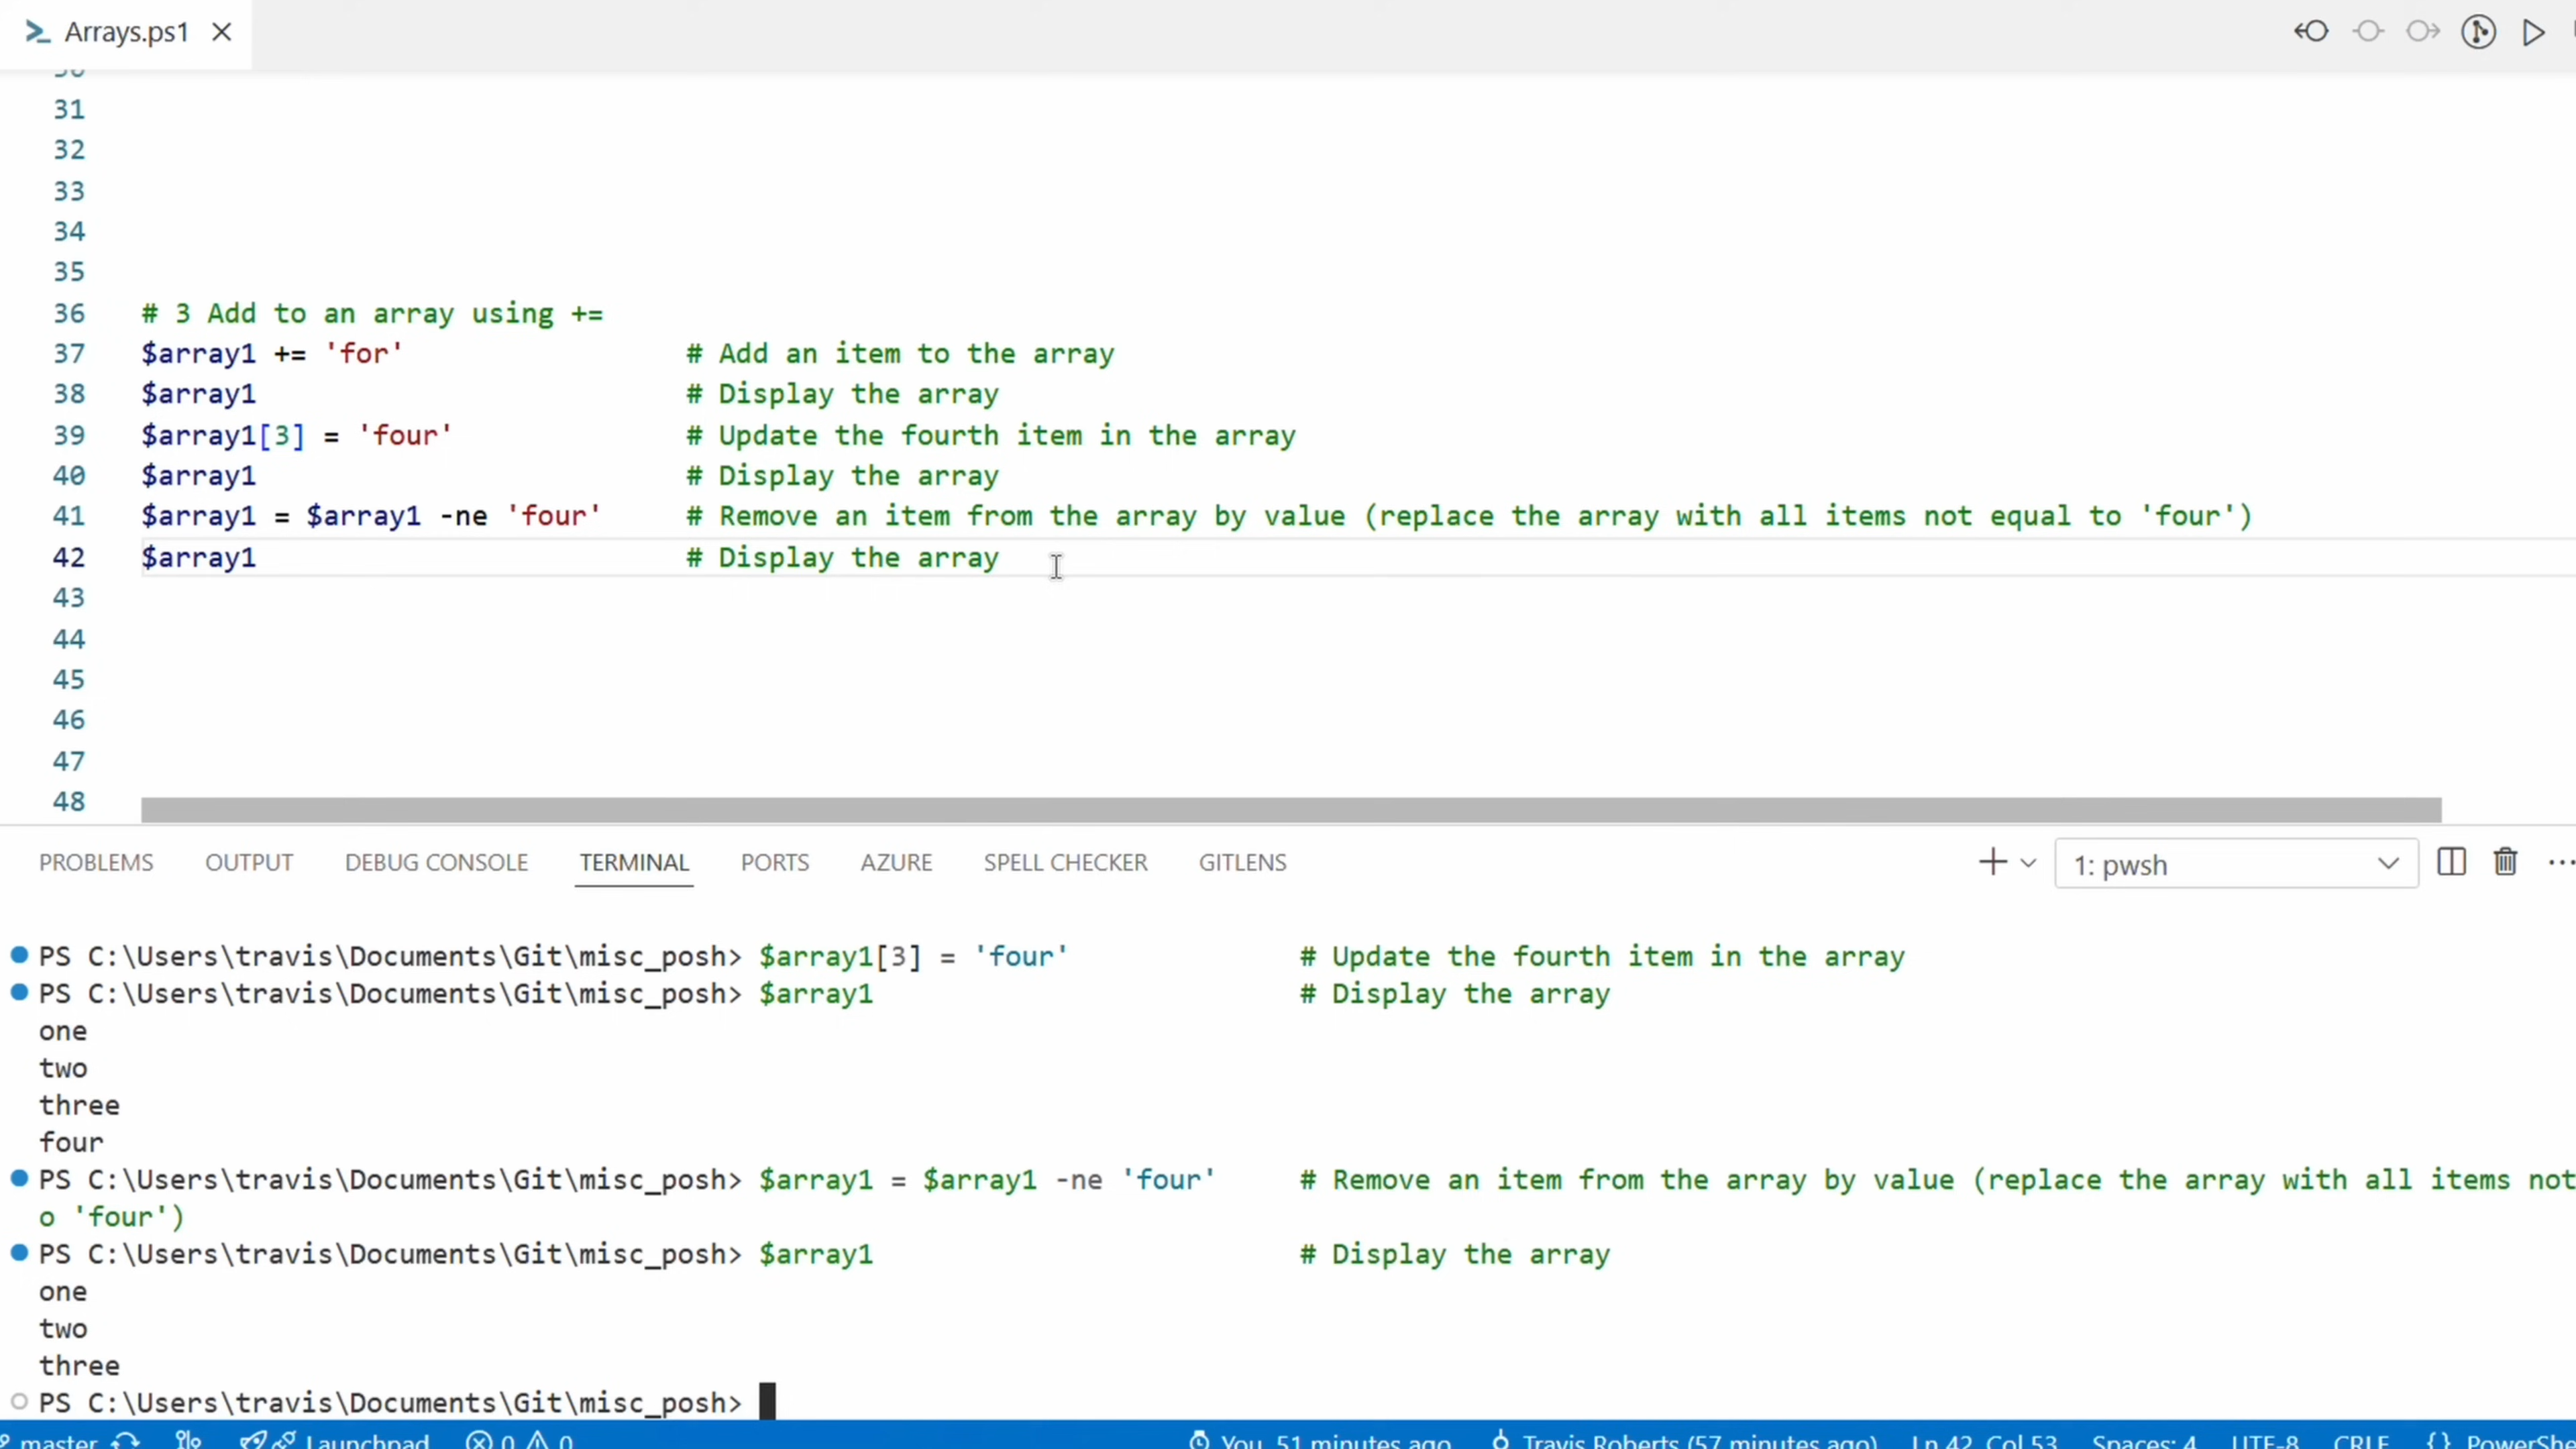 Arrays.ps1
31
32
33
34
35
36 # 3 Add to an array using +=
37 $array1 += 'for' # Add an item to the array
38 $array1 # Display the array
39 $array1[3] = 'four' # Update the fourth item in the array
40 $array1 # Display the array
41 $array1 = $array1 -ne 'four' # Remove an item from the array by value (replace the array with all items not equal to 'four')
42 $array1 # Display the array
43
44
45
46
47
48
PROBLEMS OUTPUT DEBUG CONSOLE TERMINAL PORTS AZURE SPELL CHECKER GITLENS 1: pwsh
PS C:\Users\travis\Documents\Git\misc_posh> $array1[3] = 'four' # Update the fourth item in the array
PS C:\Users\travis\Documents\Git\misc_posh> $array1 # Display the array
one
two
three
four
PS C:\Users\travis\Documents\Git\misc_posh> $array1 = $array1 -ne 'four' # Remove an item from the array by value (replace the array with all items not
o 'four')
PS C:\Users\travis\Documents\Git\misc_posh> $array1 # Display the array
one
two
three
PS C:\Users\travis\Documents\Git\misc_posh>
master Launchpad 0 0 You, 51 minutes ago Travis Roberts (57 minutes ago) Ln 42, Col 53 Spaces: 4 UTF-8 CRLF {} PowerSh